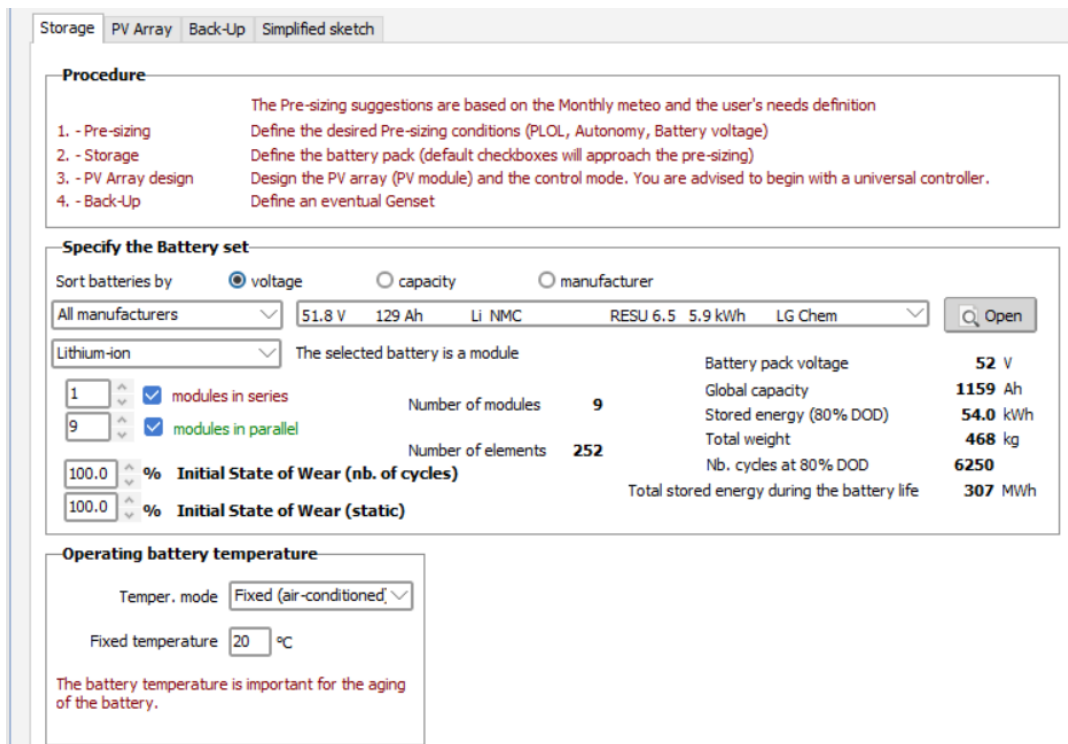 Storage PV Array Back-Up Simplified sketch
Procedure
The Pre-sizing suggestions are based on the Monthly meteo and the user's needs definition
1. - Pre-sizing Define the desired Pre-sizing conditions (PLOL, Autonomy, Battery voltage)
2. - Storage Define the battery pack (default checkboxes will approach the pre-sizing)
3. - PV Array design Design the PV array (PV module) and the control mode. You are advised to begin with a universal controller.
4. - Back-Up Define an eventual Genset
Specify the Battery set
Sort batteries by voltage capacity manufacturer
All manufacturers 51.8 V 129 Ah Li NMC RESU 6.5 5.9 kWh LG Chem Open
Lithium-ion The selected battery is a module
Battery pack voltage 52 V
1 modules in series
Number of modules 9
Global capacity 1159 Ah
Stored energy (80% DOD) 54.0 kWh
9 modules in parallel
Number of elements 252
Total weight 468 kg
Nb. cycles at 80% DOD 6250
100.0 % Initial State of Wear (nb. of cycles)
Total stored energy during the battery life 307 MWh
100.0 % Initial State of Wear (static)
Operating battery temperature
Temper. mode Fixed (air-conditioned)
Fixed temperature 20 °C
The battery temperature is important for the aging
of the battery.